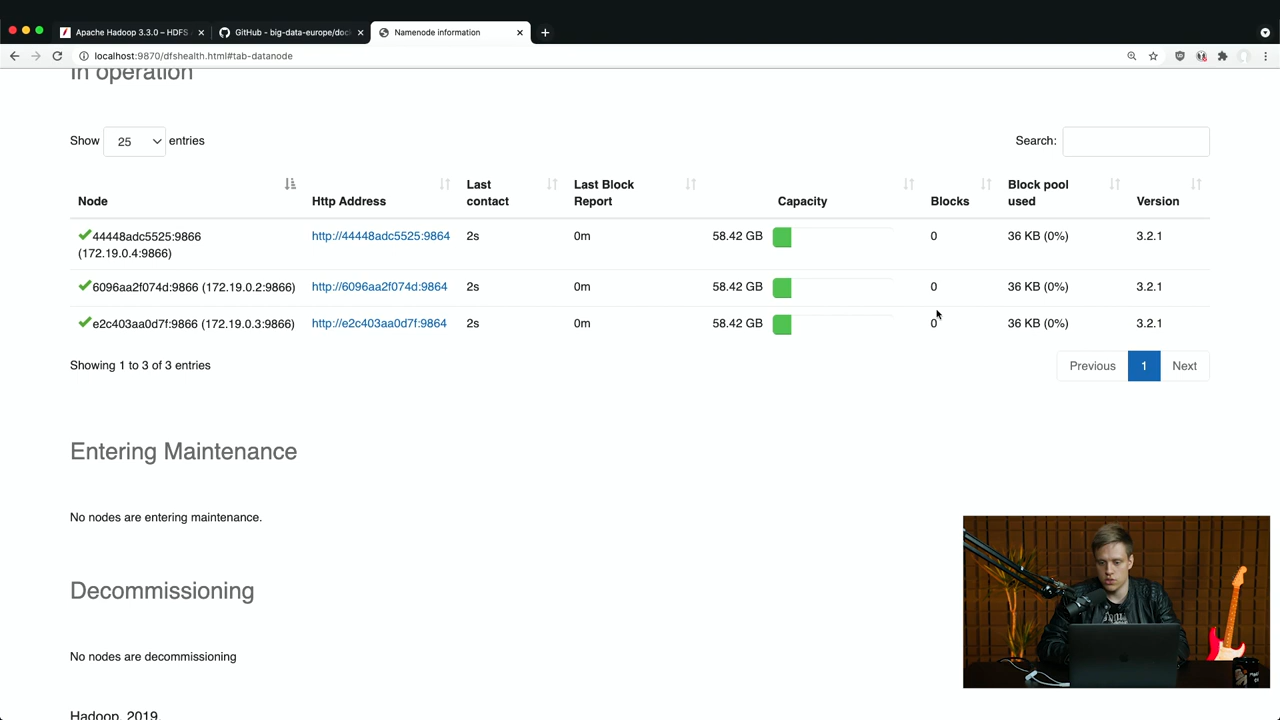 Apache Hadoop 3.3.0 – HDFS
GitHub - big-data-europe/doc
Namenode information
localhost:9870/dfshealth.html#tab-datanode
In operation
Show 25 entries
Search:
Node
Http Address
Last contact
Last Block Report
Capacity
Blocks
Block pool used
Version
44448adc5525:9866 (172.19.0.4:9866) http://44448adc5525:9864 2s 0m 58.42 GB 0 36 KB (0%) 3.2.1
6096aa2f074d:9866 (172.19.0.2:9866) http://6096aa2f074d:9864 2s 0m 58.42 GB 0 36 KB (0%) 3.2.1
e2c403aa0d7f:9866 (172.19.0.3:9866) http://e2c403aa0d7f:9864 2s 0m 58.42 GB 0 36 KB (0%) 3.2.1
Showing 1 to 3 of 3 entries
Previous 1 Next
Entering Maintenance
No nodes are entering maintenance.
Decommissioning
No nodes are decommissioning
Hadoop, 2019.